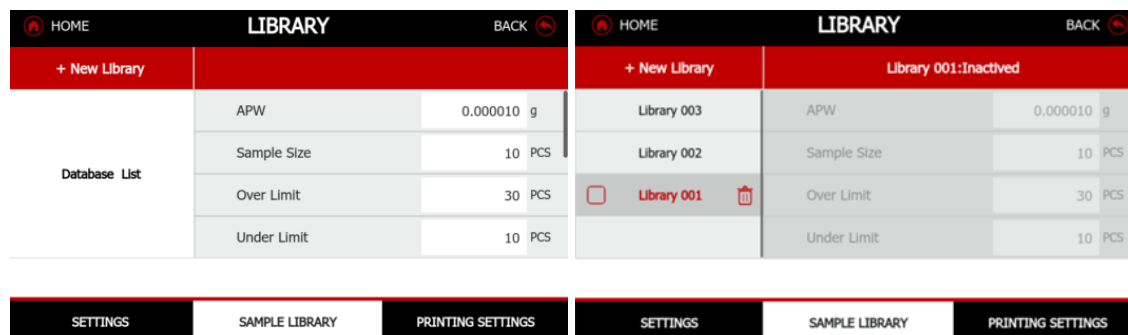 HOME LIBRARY BACK
+ New Library
APW 0.000010 g
Sample Size 10 PCS
Database List
Over Limit 30 PCS
Under Limit 10 PCS
SETTINGS SAMPLE LIBRARY PRINTING SETTINGS
HOME LIBRARY BACK
+ New Library Library 001:Inactived
Library 003 APW 0.000010 g
Library 002 Sample Size 10 PCS
Library 001 Over Limit 30 PCS
Under Limit 10 PCS
SETTINGS SAMPLE LIBRARY PRINTING SETTINGS